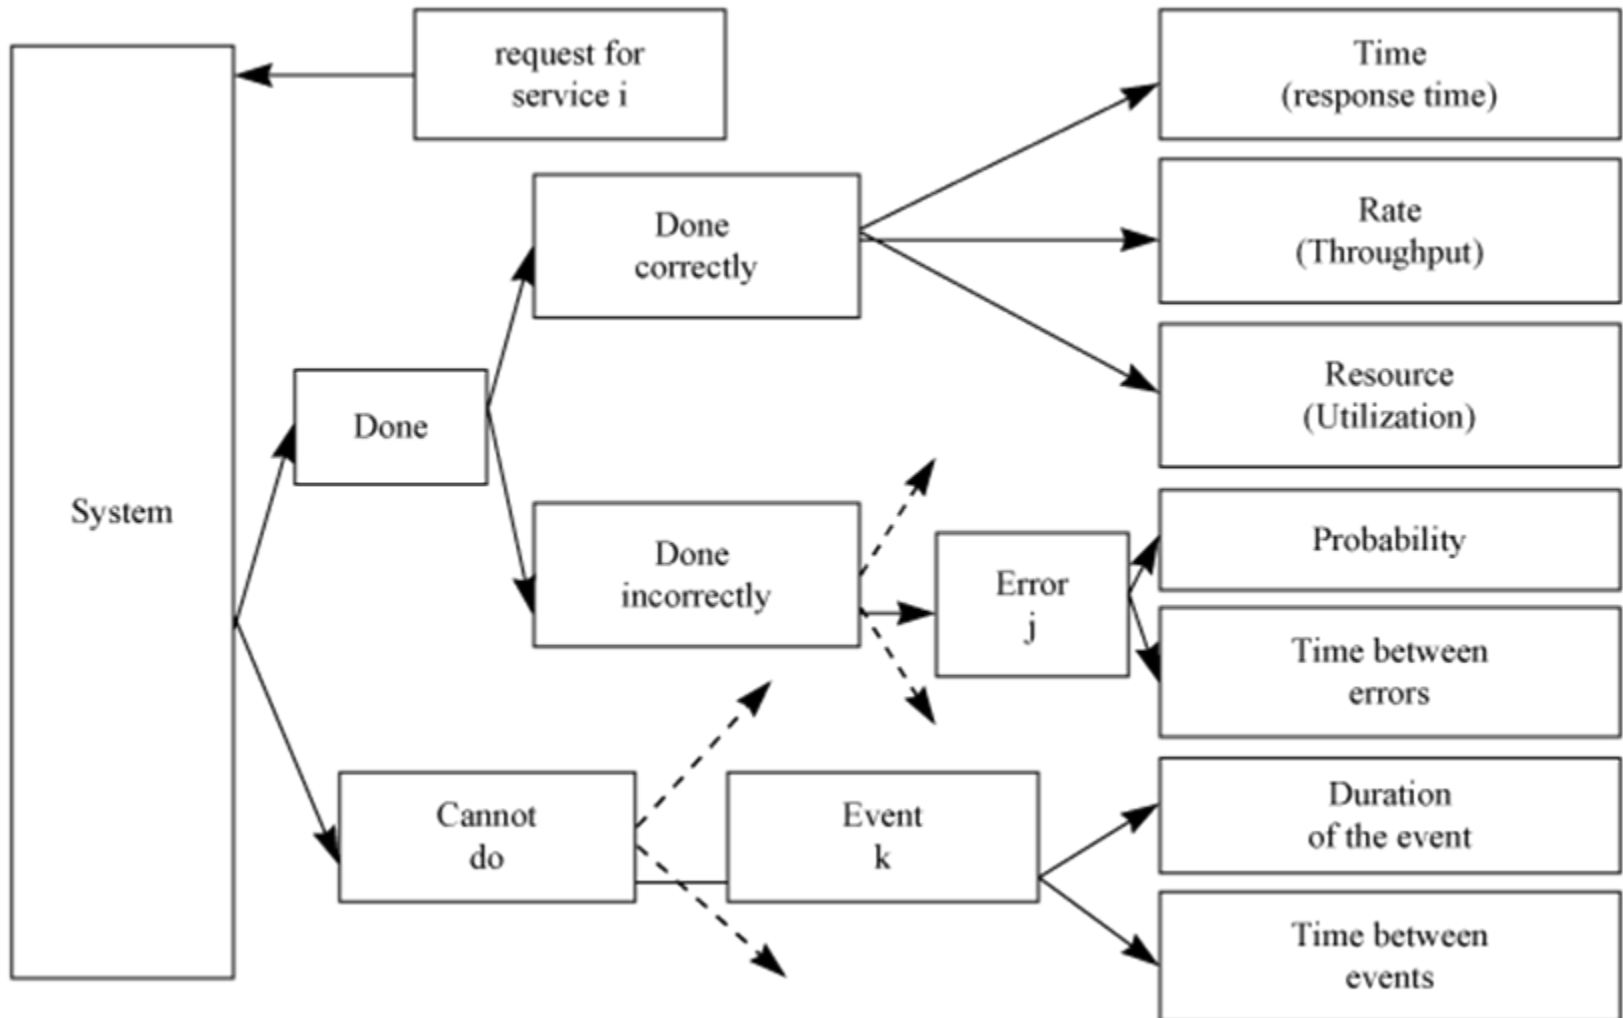 request for
service i
Time
(response time)
Done
correctly
Rate
(Throughput)
Resource
(Utilization)
Done
System
Done
incorrectly
Error
j
Probability
Time between
errors
Cannot
do
Event
k
Duration
of the event
Time between
events